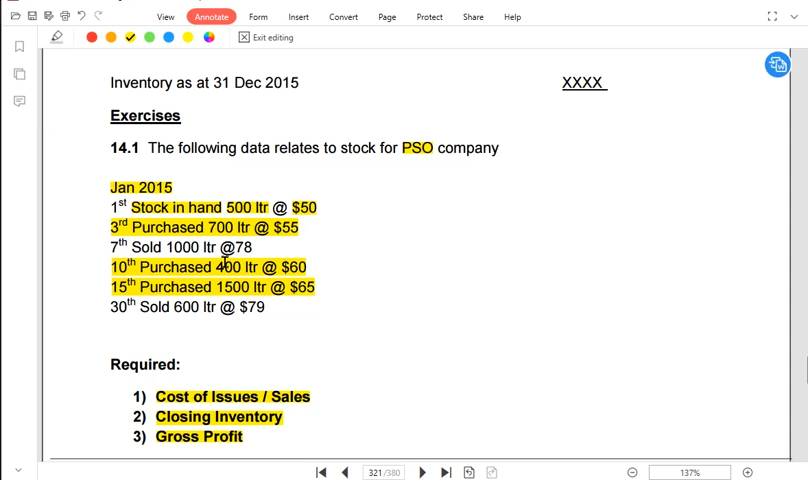 View Annotate Form Insert Convert Page Protect Share Help
Exit editing
Inventory as at 31 Dec 2015 XXXX
Exercises
14.1 The following data relates to stock for PSO company
Jan 2015
1st Stock in hand 500 ltr @ $50
3rd Purchased 700 ltr @ $55
7th Sold 1000 ltr @78
10th Purchased 400 ltr @ $60
15th Purchased 1500 ltr @ $65
30th Sold 600 ltr @ $79
Required:
1) Cost of Issues / Sales
2) Closing Inventory
3) Gross Profit
321/380 137%